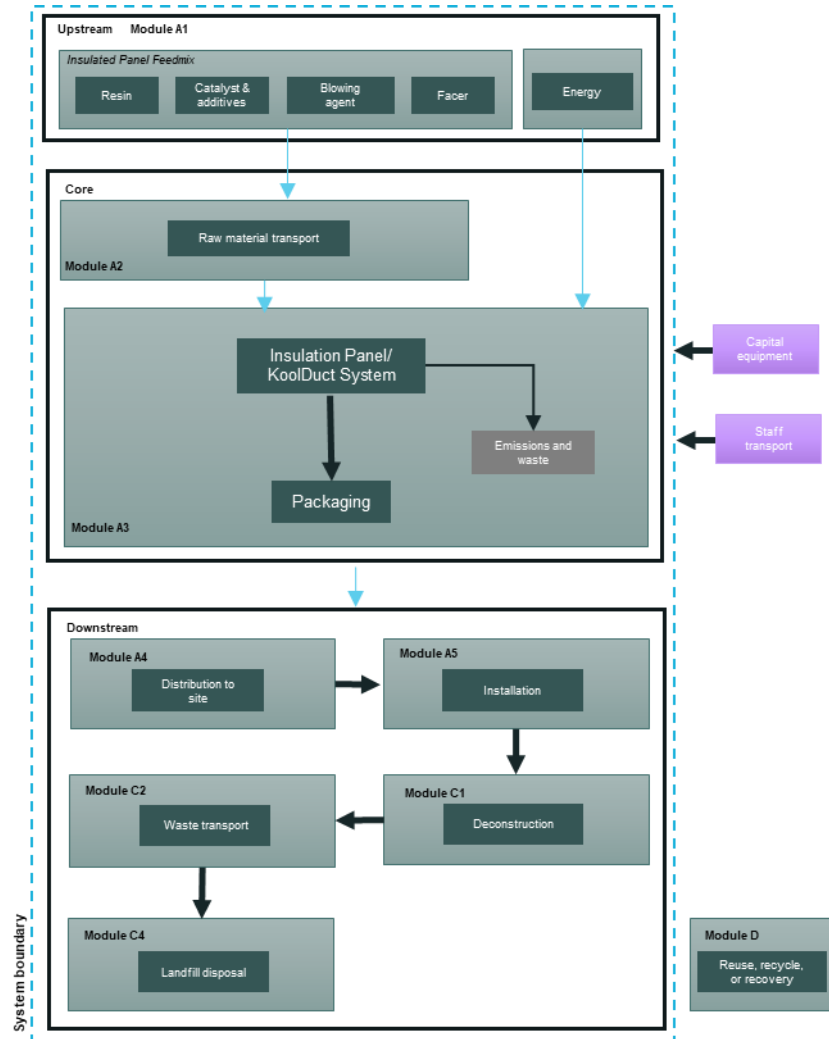 Upstream Module A1
Insulated Panel Feedmix
Resin
Catalyst &
additives
Blowing
agent
Facer
Energy
Core
Raw material transport
Module A2
Insulation Panel/
KoolDuct System
Emissions and
waste
Packaging
Module A3
Capital
equipment
Staff
transport
Downstream
Module A4
Distribution to
site
Module A5
Installation
Module C2
Waste transport
Module C1
Deconstruction
Module C4
Landfill disposal
System boundary
Module D
Reuse, recycle,
or recovery